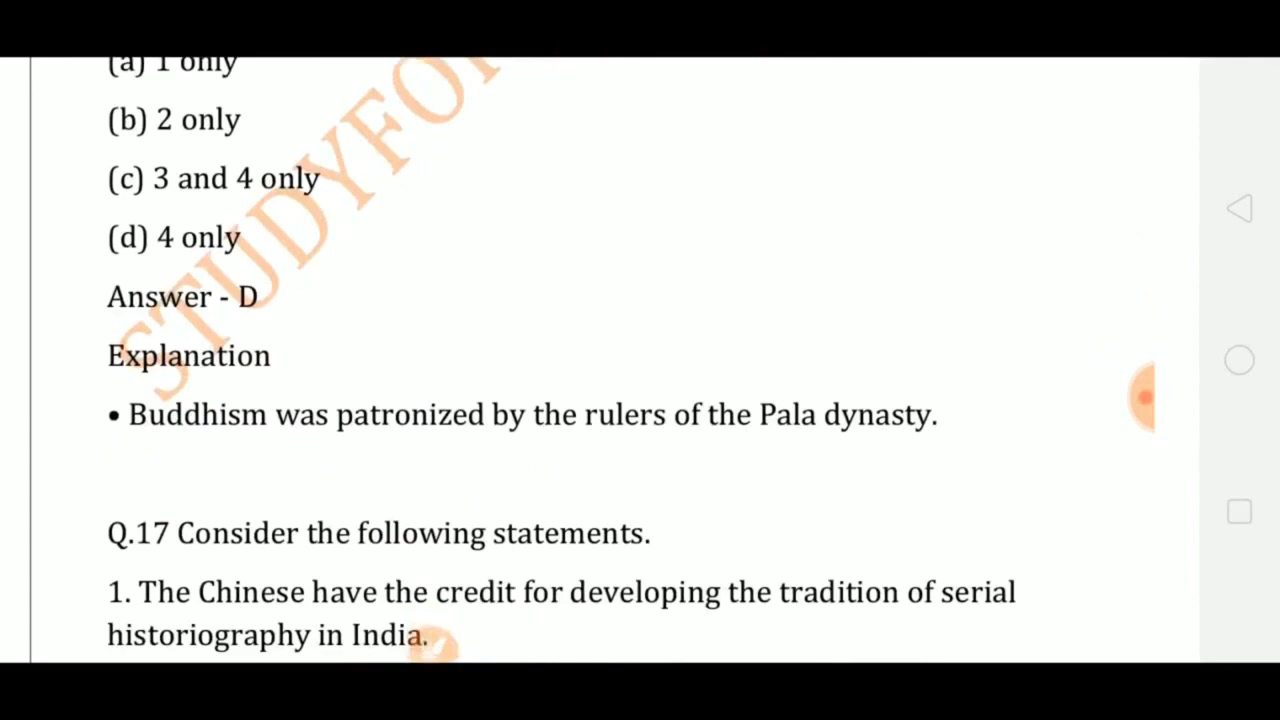 (a) 1 only
(b) 2 only
(c) 3 and 4 only
(d) 4 only
Answer - D
Explanation
• Buddhism was patronized by the rulers of the Pala dynasty.
Q.17 Consider the following statements.
1. The Chinese have the credit for developing the tradition of serial
historiography in India.
STUDYFOR